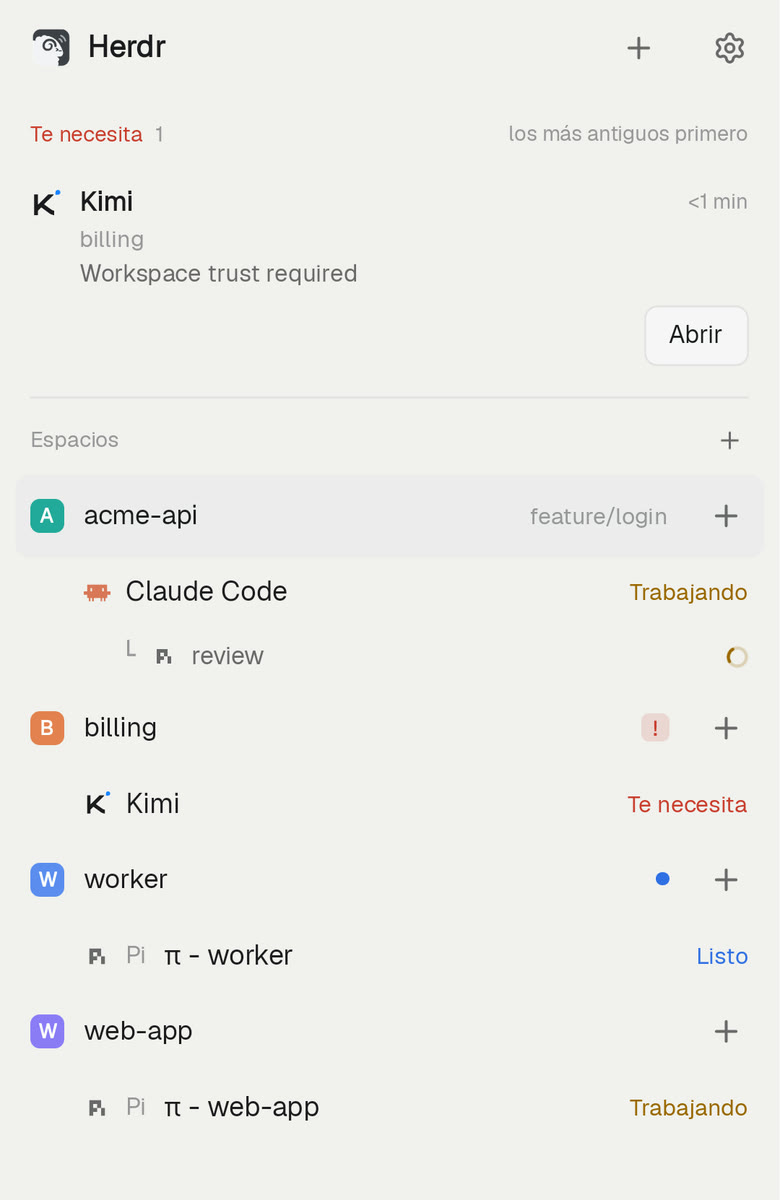 Herdr
Te necesita 1 los más antiguos primero
Kimi <1 min
billing
Workspace trust required
Abrir
Espacios
A acme-api feature/login
Claude Code Trabajando
review
B billing !
Kimi Te necesita
W worker
Pi π - worker Listo
W web-app
Pi π - web-app Trabajando